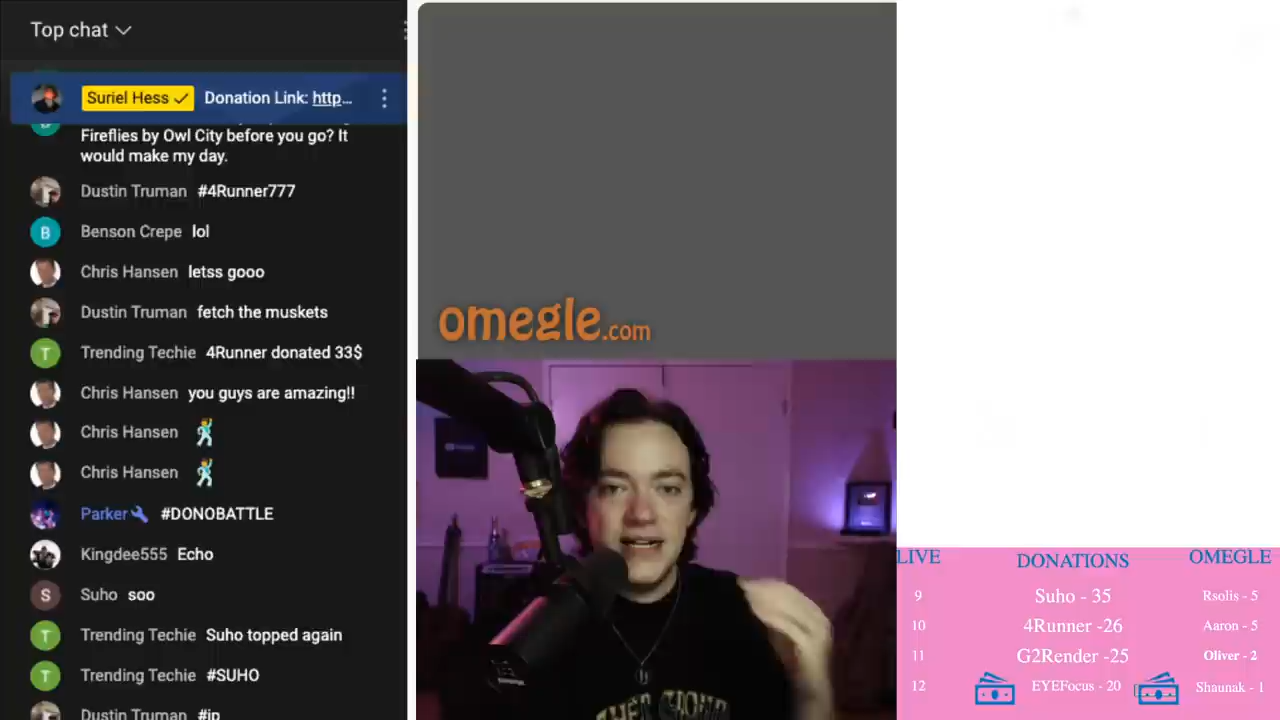 Top chat
Suriel Hess Donation Link: http...
Fireflies by Owl City before you go? It
would make my day.
Dustin Truman #4Runner777
Benson Crepe lol
Chris Hansen letss gooo
Dustin Truman fetch the muskets
Trending Techie 4Runner donated 33$
Chris Hansen you guys are amazing!!
Chris Hansen 🕺
Chris Hansen 🕺
Parker #DONOBATTLE
Kingdee555 Echo
Suho soo
Trending Techie Suho topped again
Trending Techie #SUHO
Dustin Truman #ip
B
B
T
S
T
T
omegle.com
LIVE DONATIONS OMEGLE
9 Suho - 35 Rsolis - 5
10 4Runner -26 Aaron - 5
11 G2Render -25 Oliver - 2
12 EYEFocus - 20 Shaunak - 1